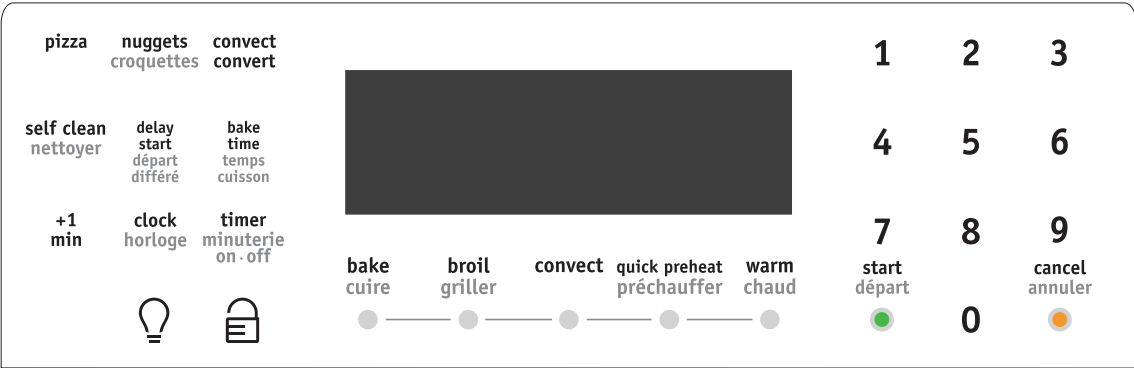 pizza
nuggets
croquettes
convect
convert
self clean
nettoyer
delay
start
départ
différé
bake
time
temps
cuisson
+1
min
clock
horloge
timer
minuterie
on·off
bake
cuire
broil
griller
convect
quick preheat
préchauffer
warm
chaud
1 2 3
4 5 6
7 8 9
start
départ
0
cancel
annuler